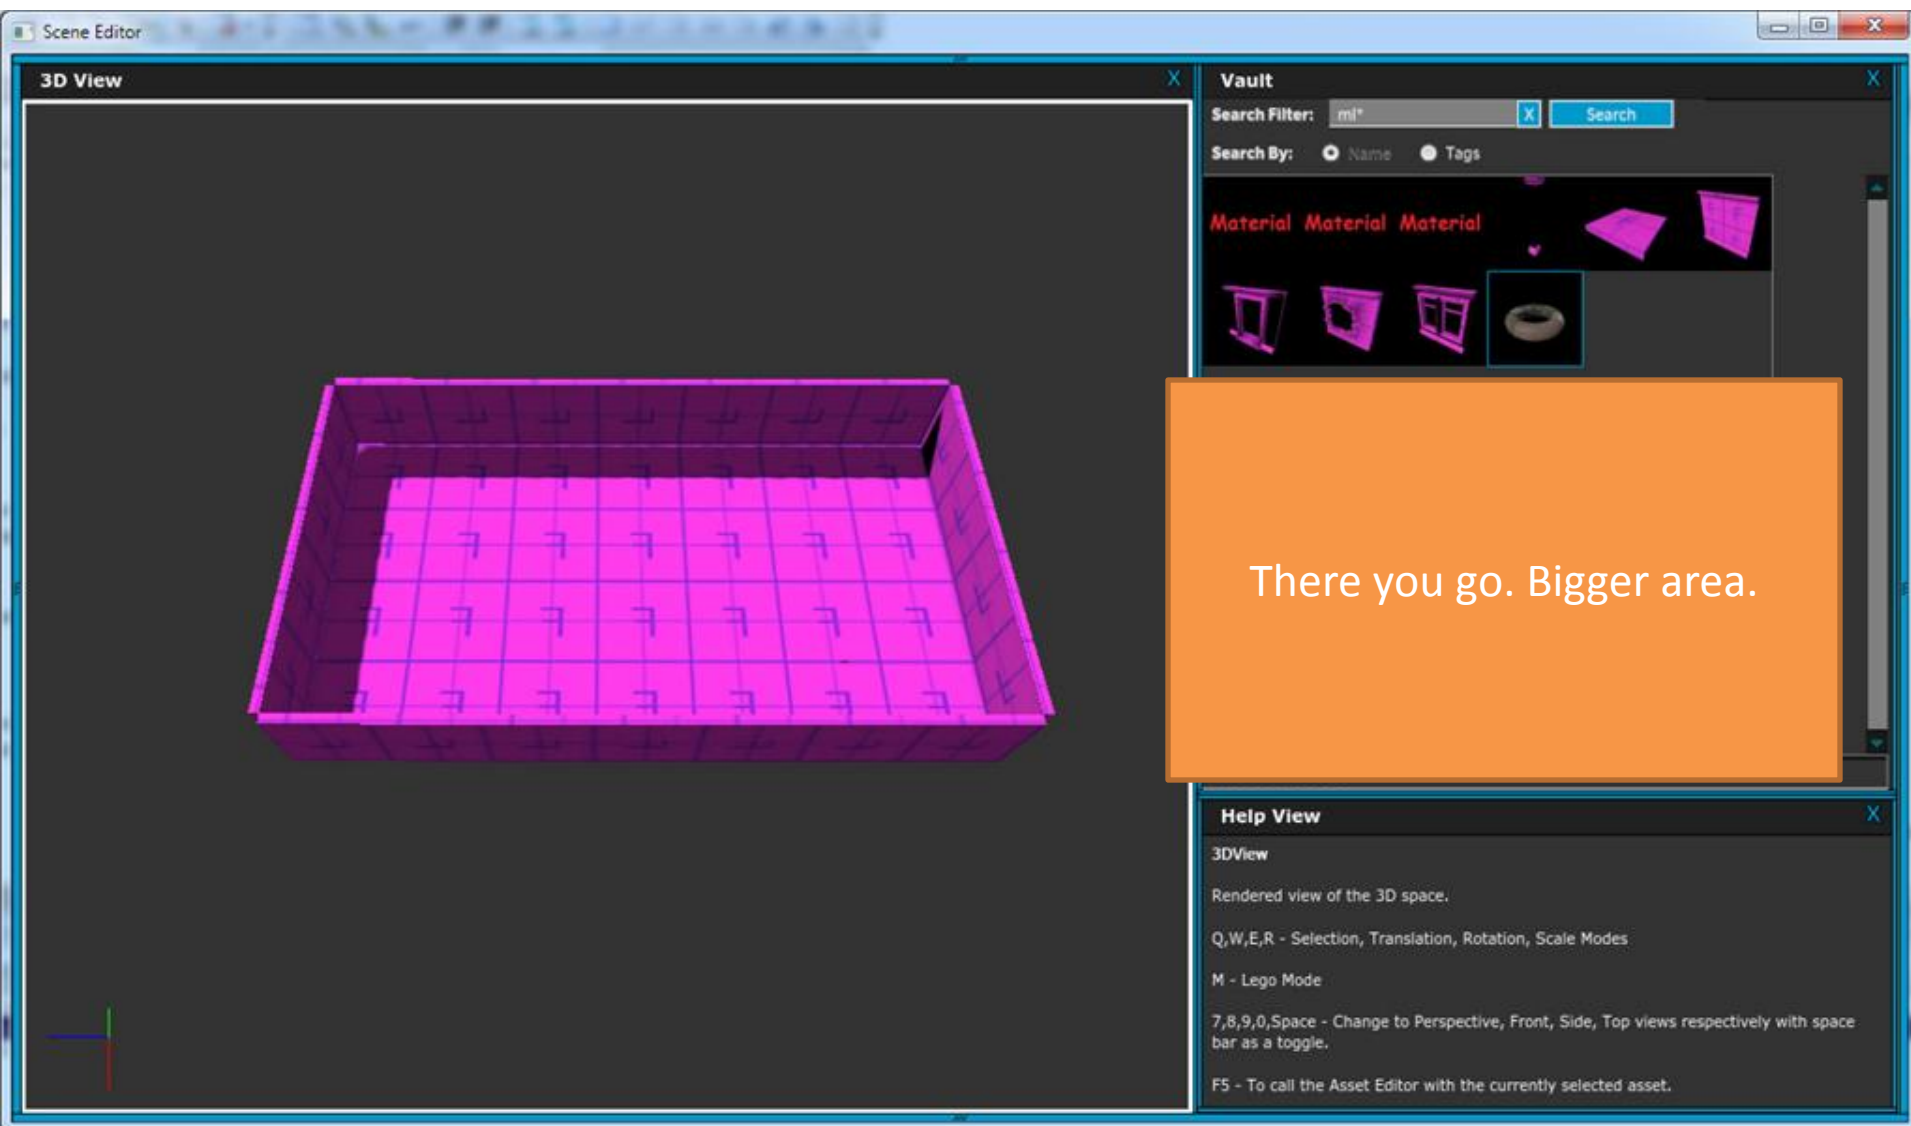 Scene Editor
3D View
X
Vault
X
Search Filter:
ml*
X
Search
Search By:
Name
Tags
Material Material Material
There you go. Bigger area.
Help View
X
3DView
Rendered view of the 3D space.
Q,W,E,R - Selection, Translation, Rotation, Scale Modes
M - Lego Mode
7,8,9,0,Space - Change to Perspective, Front, Side, Top views respectively with space
bar as a toggle.
F5 - To call the Asset Editor with the currently selected asset.